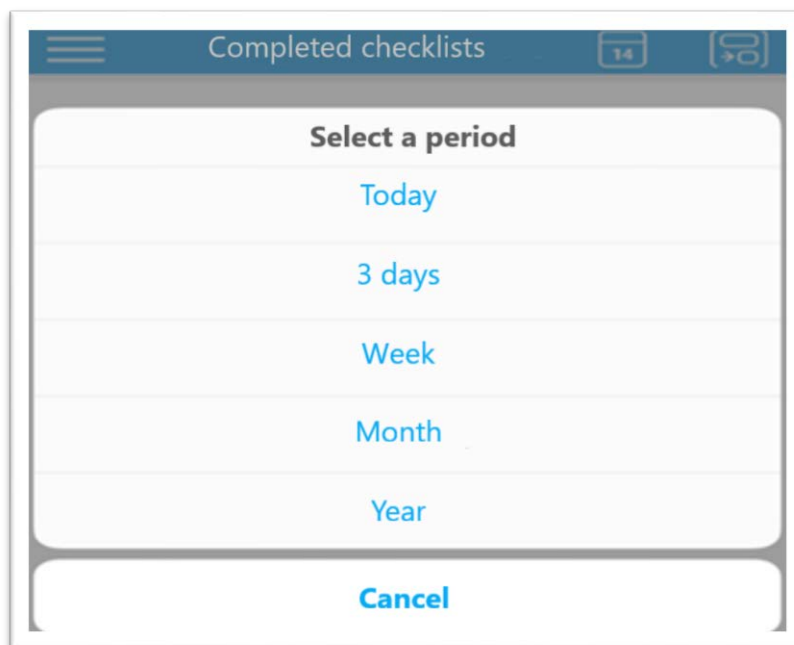 Completed checklists
14
Select a period
Today
3 days
Week
Month
Year
Cancel